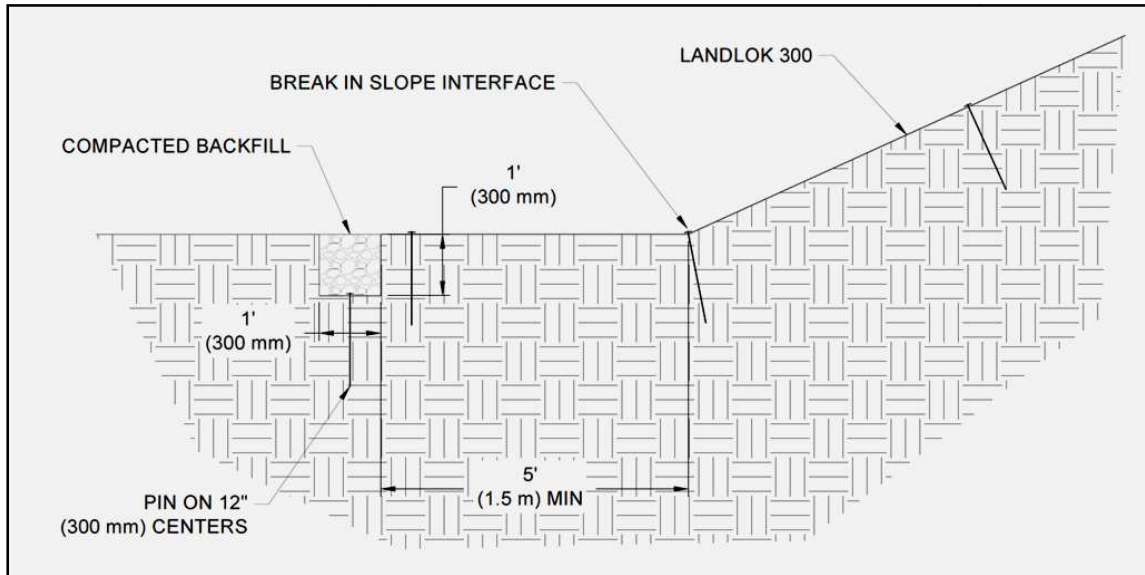 LANDLOK 300
BREAK IN SLOPE INTERFACE
COMPACTED BACKFILL
1'
(300 mm)
1'
(300 mm)
5'
(1.5 m) MIN
PIN ON 12"
(300 mm) CENTERS